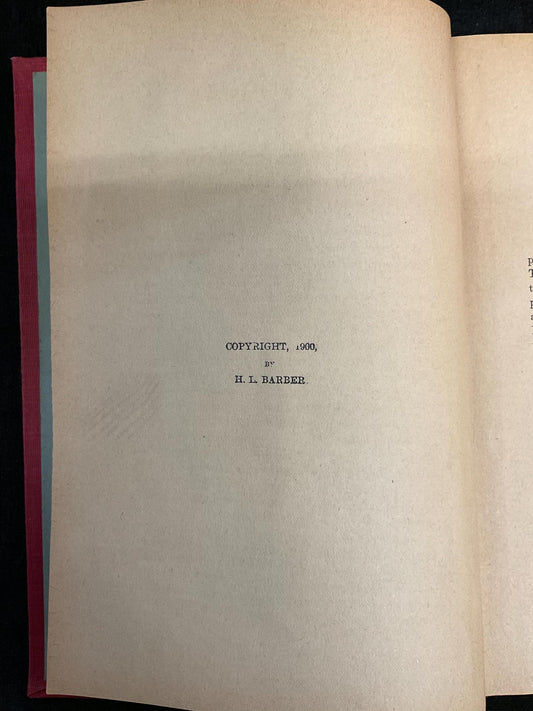 COPYRIGHT, 1900,
BY
H. L. BARBER.